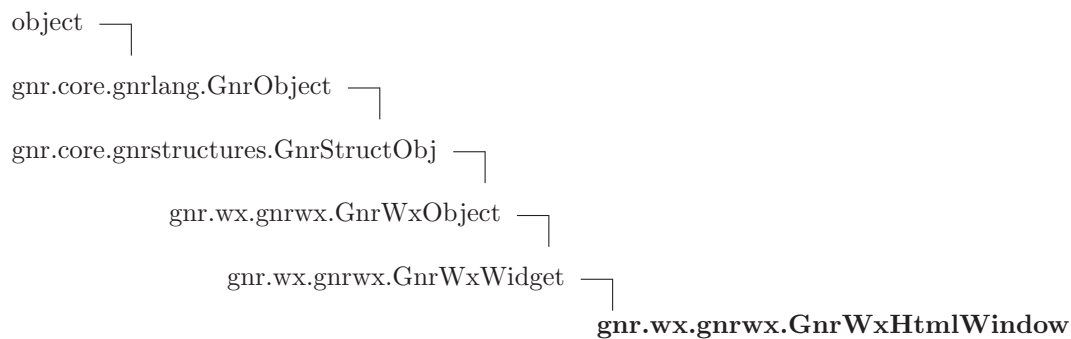 object
gnr.core.gnrlang.GnrObject
gnr.core.gnrstructures.GnrStructObj
gnr.wx.gnrwx.GnrWxObject
gnr.wx.gnrwx.GnrWxWidget
gnr.wx.gnrwx.GnrWxHtmlWindow